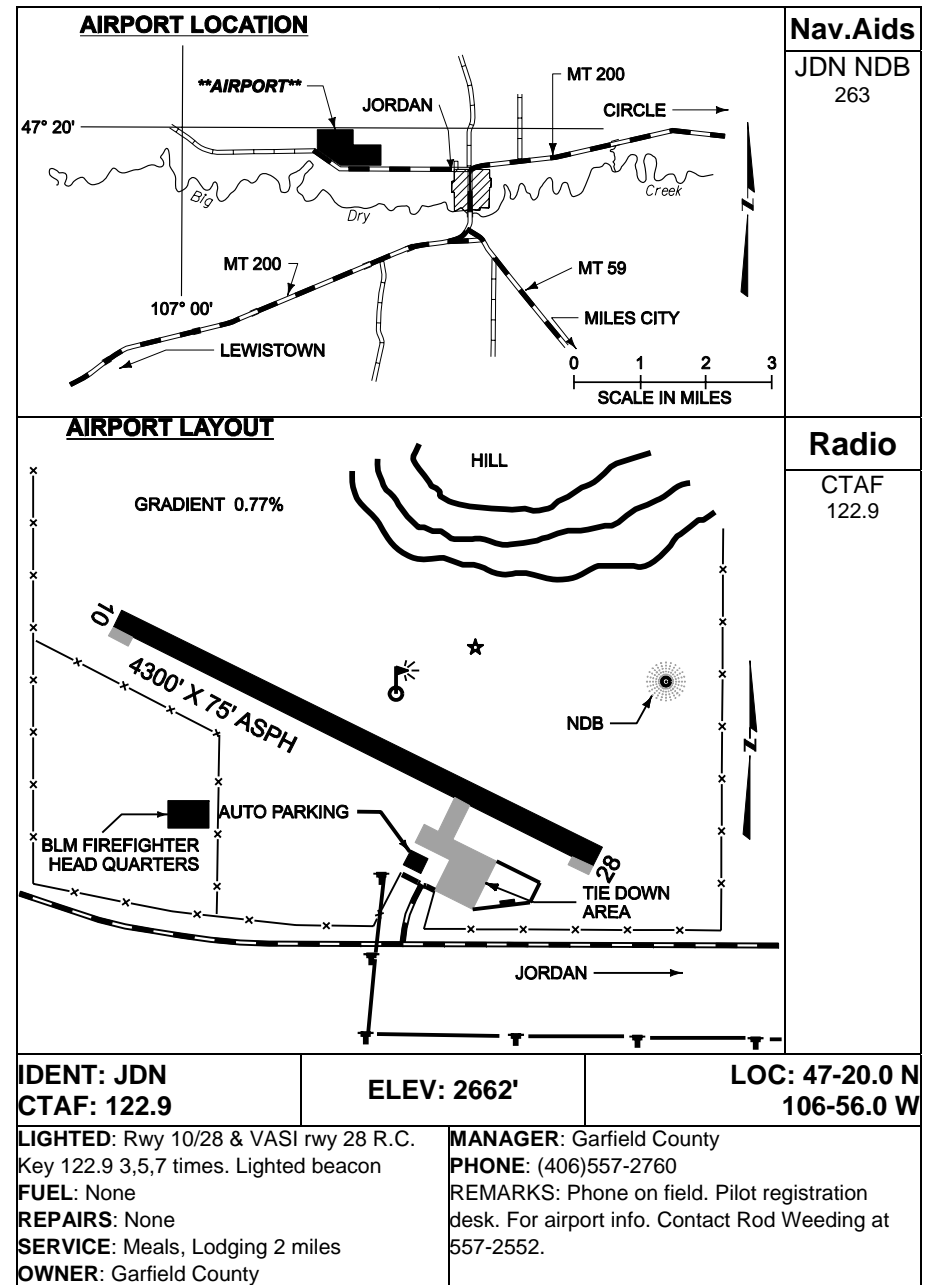 AIRPORT LOCATION
Nav.Aids
JDN NDB
263
**AIRPORT**
MT 200
JORDAN
CIRCLE
47° 20'
Big
Dry
Creek
N
MT 200
MT 59
107° 00'
MILES CITY
LEWISTOWN
0 1 2 3
SCALE IN MILES
AIRPORT LAYOUT
Radio
CTAF
122.9
HILL
GRADIENT 0.77%
10
4300' X 75' ASPH
NDB
N
AUTO PARKING
BLM FIREFIGHTER
HEAD QUARTERS
28
TIE DOWN
AREA
JORDAN
IDENT: JDN
CTAF: 122.9
ELEV: 2662'
LOC: 47-20.0 N
106-56.0 W
LIGHTED: Rwy 10/28 & VASI rwy 28 R.C.
Key 122.9 3,5,7 times. Lighted beacon
FUEL: None
REPAIRS: None
SERVICE: Meals, Lodging 2 miles
OWNER: Garfield County
MANAGER: Garfield County
PHONE: (406)557-2760
REMARKS: Phone on field. Pilot registration
desk. For airport info. Contact Rod Weeding at
557-2552.